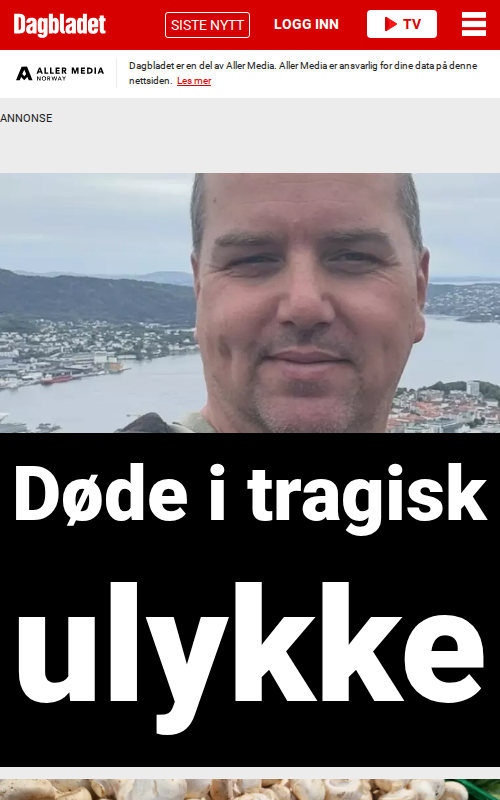 Dagbladet
SISTE NYTT
LOGG INN
TV
ALLER MEDIA
NORWAY
Dagbladet er en del av Aller Media. Aller Media er ansvarlig for dine data på denne
nettsiden. Les mer
ANNONSE
Døde i tragisk
ulykke